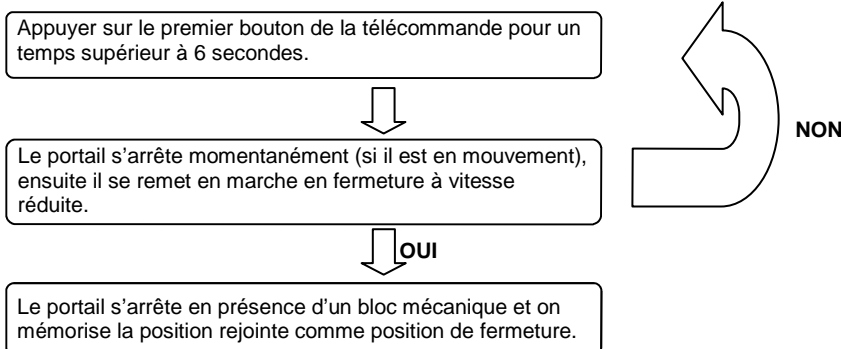 Appuyer sur le premier bouton de la télécommande pour un
temps supérieur à 6 secondes.
NON
Le portail s’arrête momentanément (si il est en mouvement),
ensuite il se remet en marche en fermeture à vitesse
réduite.
OUI
Le portail s’arrête en présence d’un bloc mécanique et on
mémorise la position rejointe comme position de fermeture.